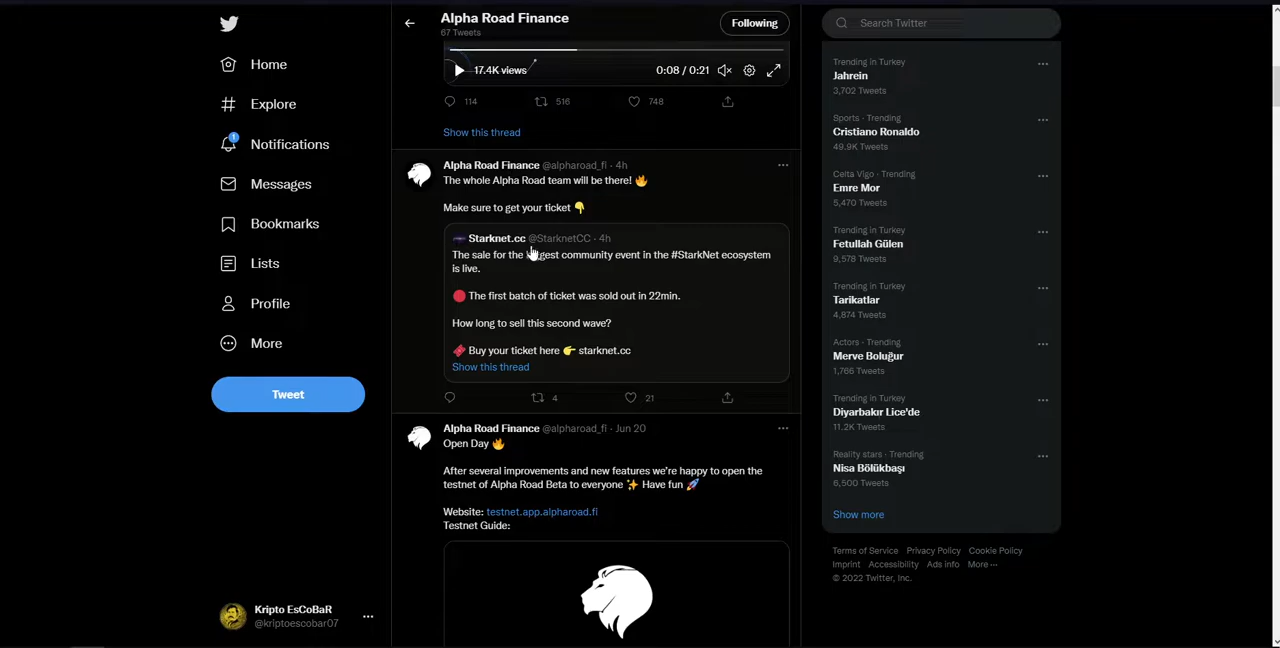 Home
Explore
1
Notifications
Messages
Bookmarks
Lists
Profile
More
Tweet
Kripto EsCoBaR
@kriptoescobar07
Alpha Road Finance
67 Tweets
Following
17.4K views
0:08 / 0:21
114 516 748
Show this thread
Alpha Road Finance @alpharoad_fi · 4h
The whole Alpha Road team will be there! 🔥
Make sure to get your ticket 👇
Starknet.cc @StarknetCC · 4h
The sale for the biggest community event in the #StarkNet ecosystem
is live.
🔴 The first batch of ticket was sold out in 22min.
How long to sell this second wave?
🎟️ Buy your ticket here 👉 starknet.cc
Show this thread
4 21
Alpha Road Finance @alpharoad_fi · Jun 20
Open Day 🔥
After several improvements and new features we're happy to open the
testnet of Alpha Road Beta to everyone ✨ Have fun 🚀
Website: testnet.app.alpharoad.fi
Testnet Guide:
Search Twitter
Trending in Turkey
Jahrein
3,702 Tweets
Sports · Trending
Cristiano Ronaldo
49.9K Tweets
Celta Vigo · Trending
Emre Mor
5,470 Tweets
Trending in Turkey
Fetullah Gülen
9,578 Tweets
Trending in Turkey
Tarikatlar
4,874 Tweets
Actors · Trending
Merve Boluğur
1,766 Tweets
Trending in Turkey
Diyarbakır Lice'de
11.2K Tweets
Reality stars · Trending
Nisa Bölükbaşı
6,500 Tweets
Show more
Terms of Service Privacy Policy Cookie Policy
Imprint Accessibility Ads info More ···
© 2022 Twitter, Inc.